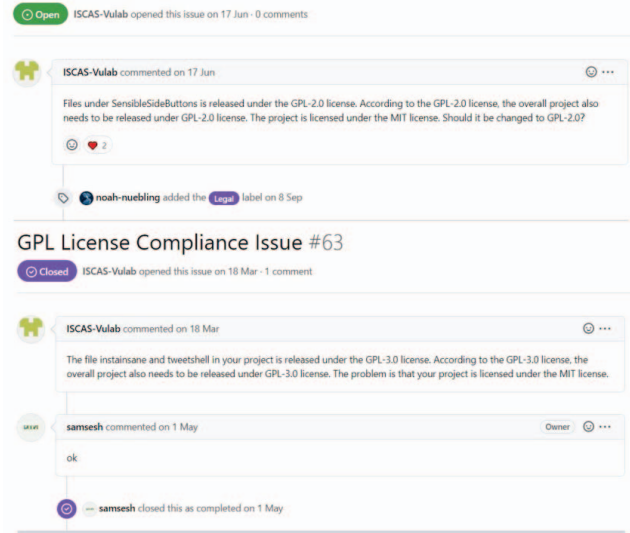 Open ISCAS-Vulab opened this issue on 17 Jun · 0 comments
ISCAS-Vulab commented on 17 Jun
Files under SensibleSideButtons is released under the GPL-2.0 license. According to the GPL-2.0 license, the overall project also
needs to be released under GPL-2.0 license. The project is licensed under the MIT license. Should it be changed to GPL-2.0?
2
noah-nuebling added the Legal label on 8 Sep
GPL License Compliance Issue #63
Closed ISCAS-Vulab opened this issue on 18 Mar · 1 comment
ISCAS-Vulab commented on 18 Mar
The file instainsane and tweetshell in your project is released under the GPL-3.0 license. According to the GPL-3.0 license, the
overall project also needs to be released under GPL-3.0 license. The problem is that your project is licensed under the MIT license.
samsesh commented on 1 May Owner
ok
samsesh closed this as completed on 1 May